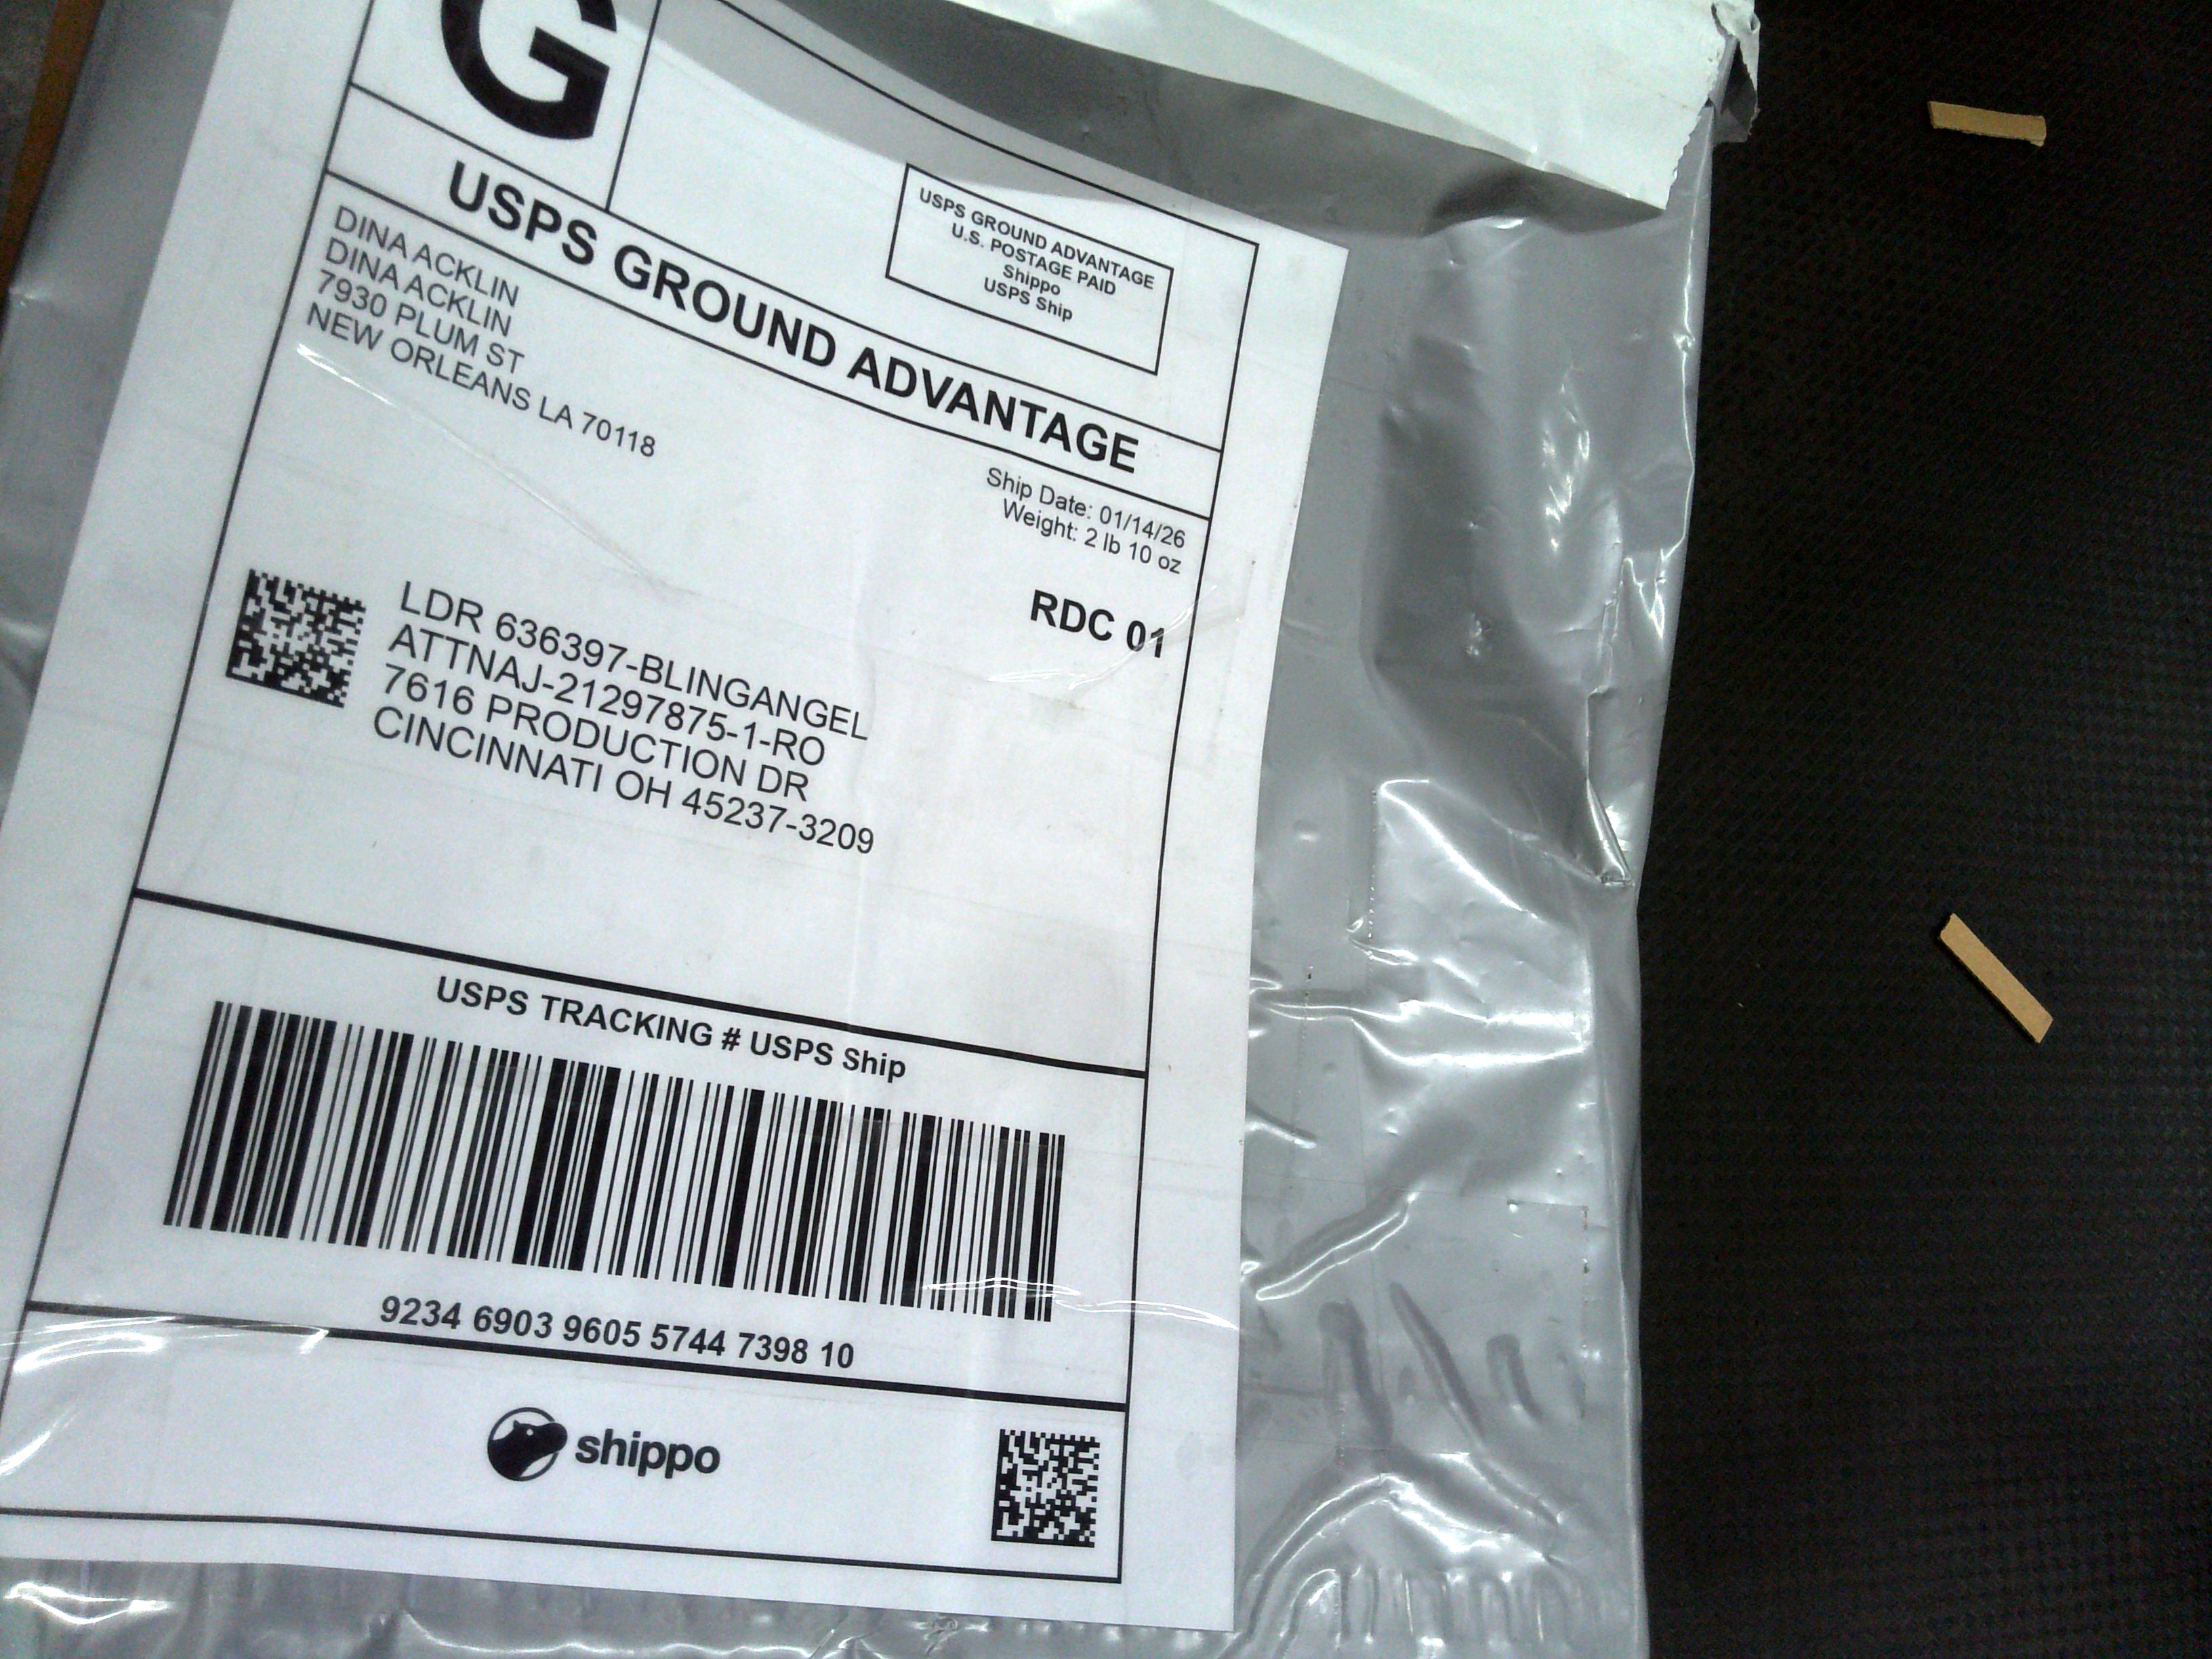 G
USPS GROUND ADVANTAGE
U.S. POSTAGE PAID
Shippo
USPS Ship
USPS GROUND ADVANTAGE
DINA ACKLIN
DINA ACKLIN
7930 PLUM ST
NEW ORLEANS LA 70118
Ship Date: 01/14/26
Weight: 2 lb 10 oz
RDC 01
LDR 636397-BLINGANGEL
ATTNAJ-21297875-1-RO
7616 PRODUCTION DR
CINCINNATI OH 45237-3209
USPS TRACKING # USPS Ship
9234 6903 9605 5744 7398 10
shippo